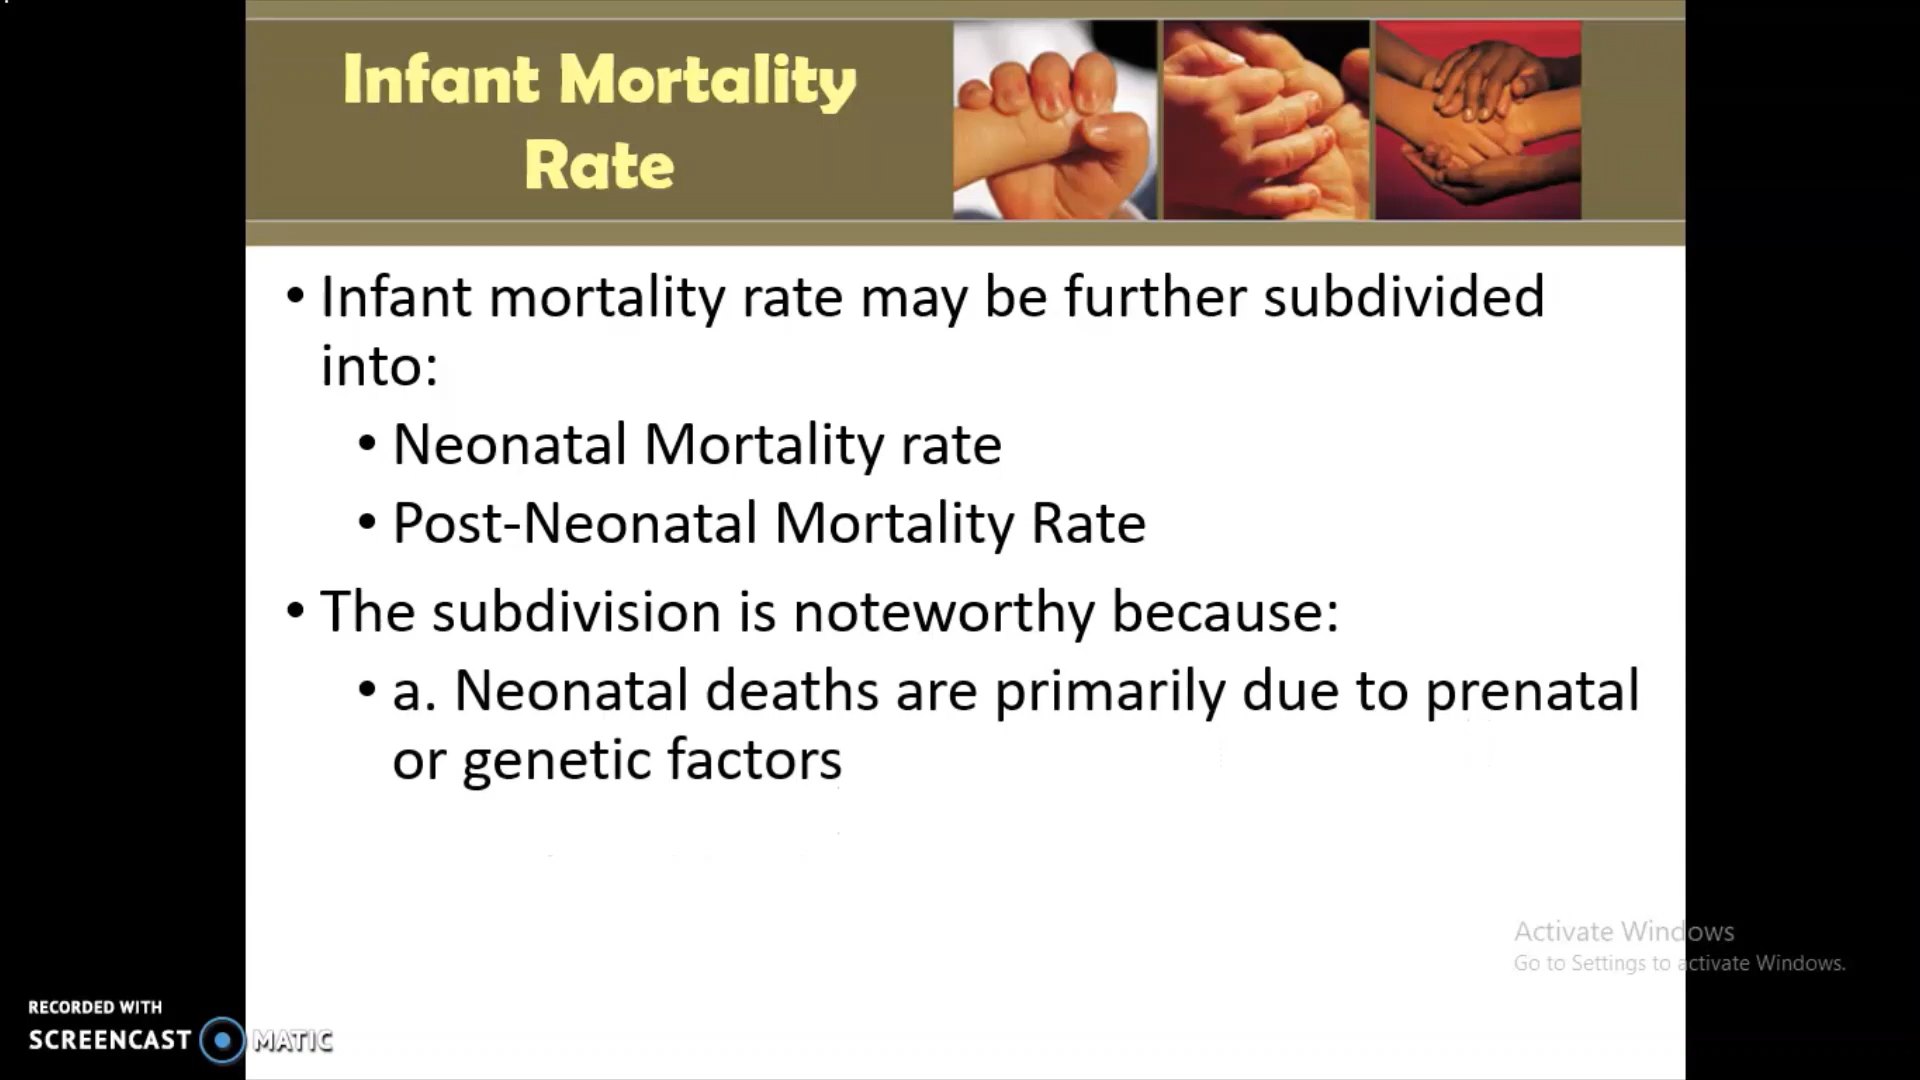 Infant Mortality
Rate
• Infant mortality rate may be further subdivided
into:
• Neonatal Mortality rate
• Post-Neonatal Mortality Rate
• The subdivision is noteworthy because:
• a. Neonatal deaths are primarily due to prenatal
or genetic factors
Activate Windows
Go to Settings to activate Windows.
RECORDED WITH
SCREENCAST MATIC